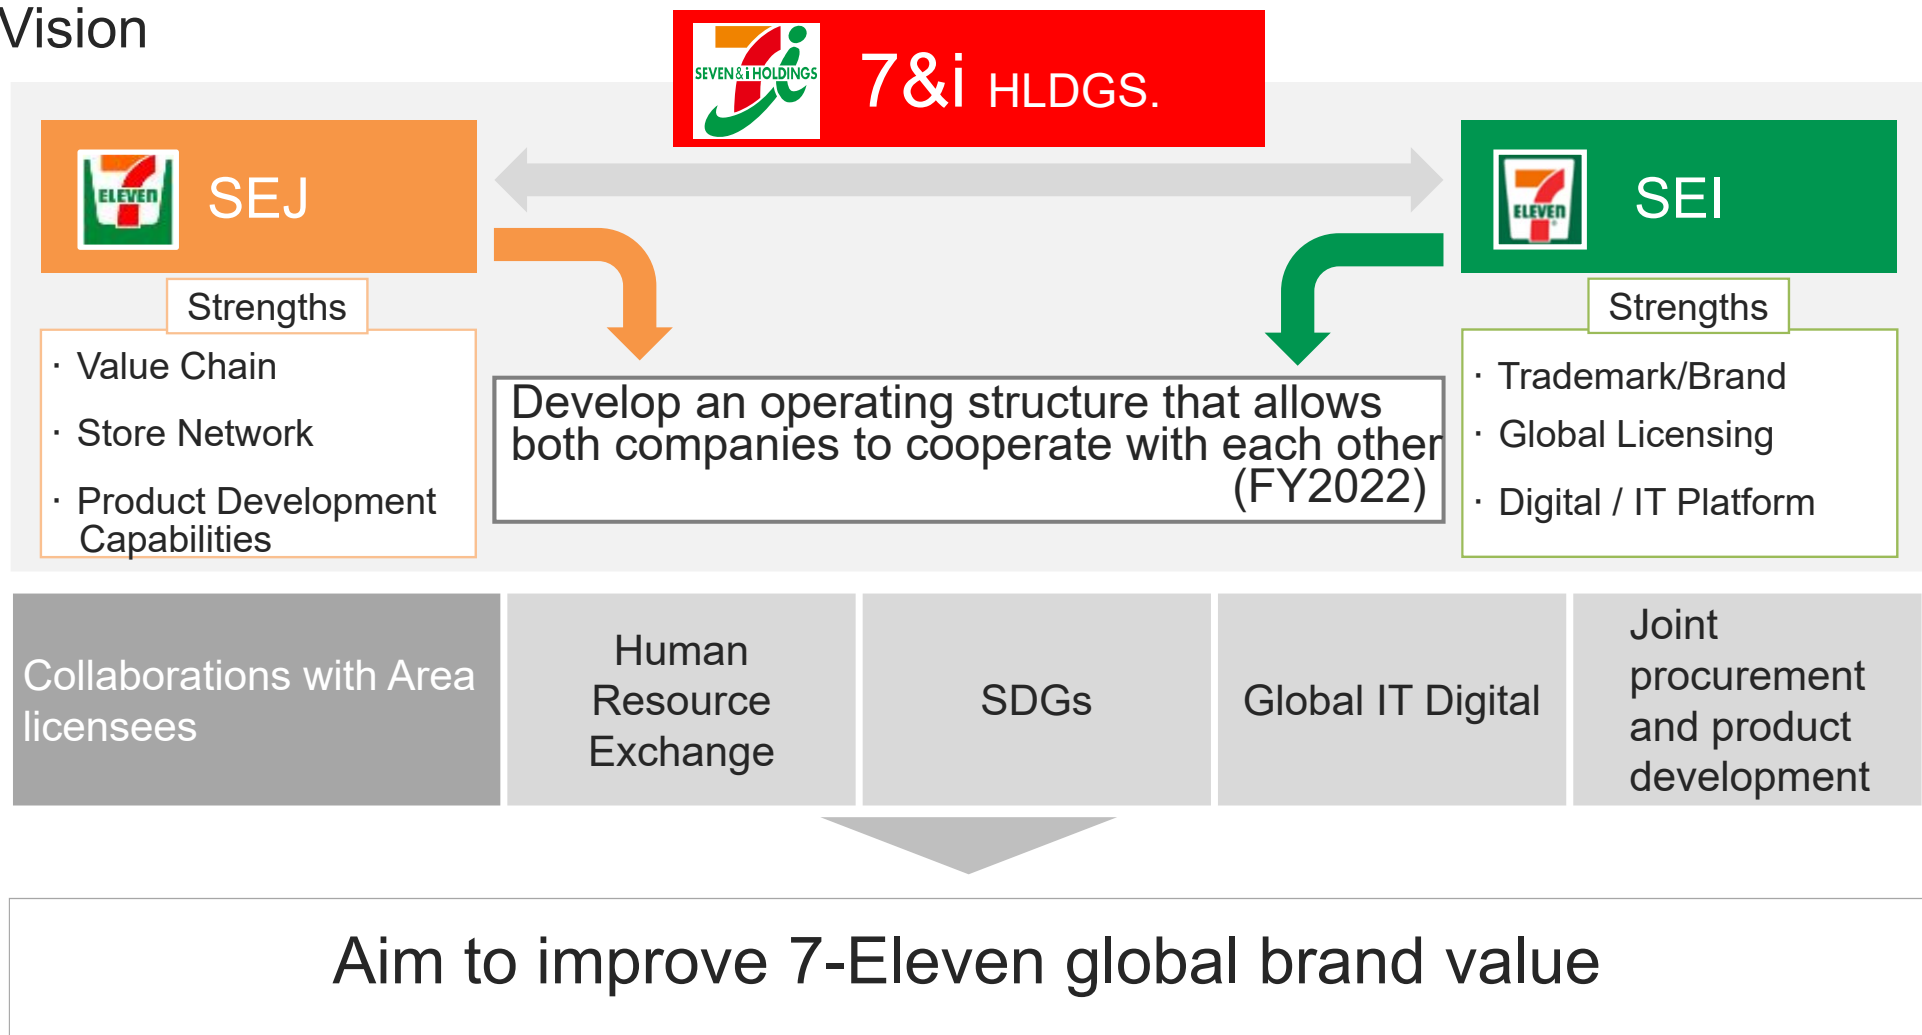 Vision
SEVEN&i HOLDINGS
7&i HLDGS.
ELEVEN
SEJ
ELEVEN
SEI
Strengths
· Value Chain
· Store Network
· Product Development
Capabilities
Develop an operating structure that allows
both companies to cooperate with each other
(FY2022)
Strengths
· Trademark/Brand
· Global Licensing
· Digital / IT Platform
Collaborations with Area
licensees
Human
Resource
Exchange
SDGs
Global IT Digital
Joint
procurement
and product
development
Aim to improve 7-Eleven global brand value